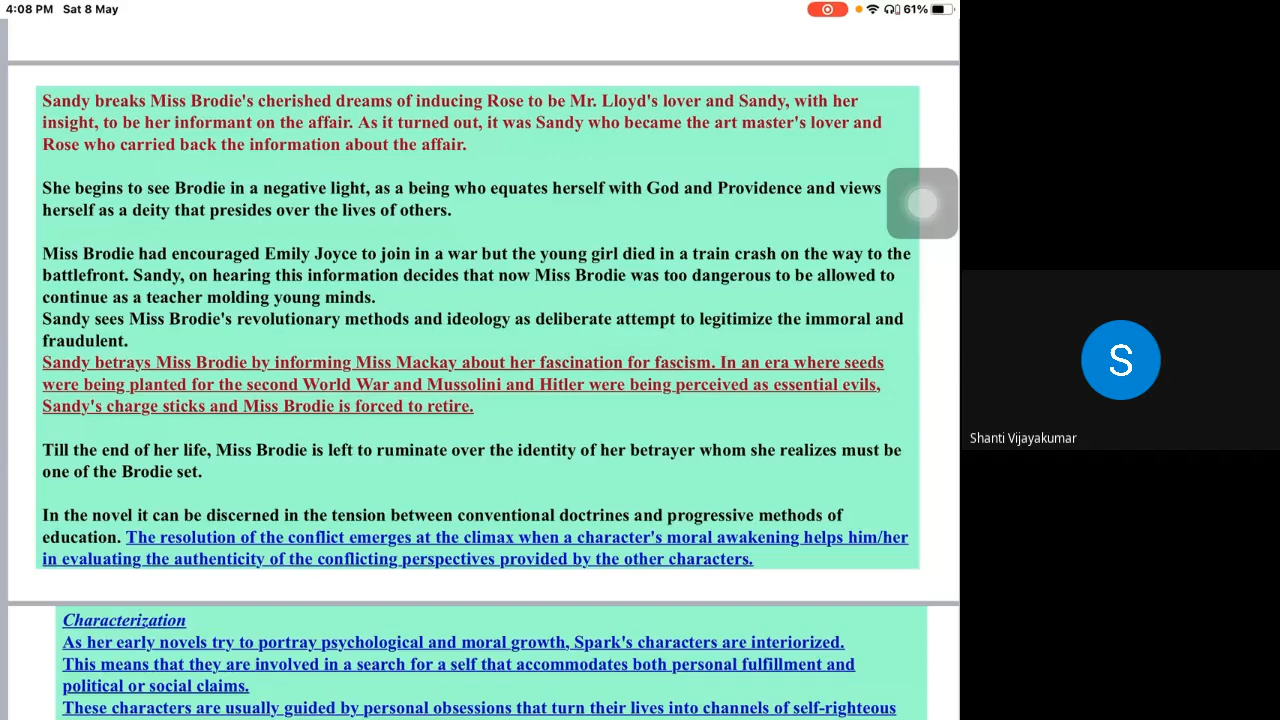 4:08 PM Sat 8 May
61%
Sandy breaks Miss Brodie's cherished dreams of inducing Rose to be Mr. Lloyd's lover and Sandy, with her
insight, to be her informant on the affair. As it turned out, it was Sandy who became the art master's lover and
Rose who carried back the information about the affair.
She begins to see Brodie in a negative light, as a being who equates herself with God and Providence and views
herself as a deity that presides over the lives of others.
Miss Brodie had encouraged Emily Joyce to join in a war but the young girl died in a train crash on the way to the
battlefront. Sandy, on hearing this information decides that now Miss Brodie was too dangerous to be allowed to
continue as a teacher molding young minds.
Sandy sees Miss Brodie's revolutionary methods and ideology as deliberate attempt to legitimize the immoral and
fraudulent.
Sandy betrays Miss Brodie by informing Miss Mackay about her fascination for fascism. In an era where seeds
were being planted for the second World War and Mussolini and Hitler were being perceived as essential evils,
Sandy's charge sticks and Miss Brodie is forced to retire.
Till the end of her life, Miss Brodie is left to ruminate over the identity of her betrayer whom she realizes must be
one of the Brodie set.
In the novel it can be discerned in the tension between conventional doctrines and progressive methods of
education. The resolution of the conflict emerges at the climax when a character's moral awakening helps him/her
in evaluating the authenticity of the conflicting perspectives provided by the other characters.
Characterization
As her early novels try to portray psychological and moral growth, Spark's characters are interiorized.
This means that they are involved in a search for a self that accommodates both personal fulfillment and
political or social claims.
These characters are usually guided by personal obsessions that turn their lives into channels of self-righteous
S
Shanti Vijayakumar